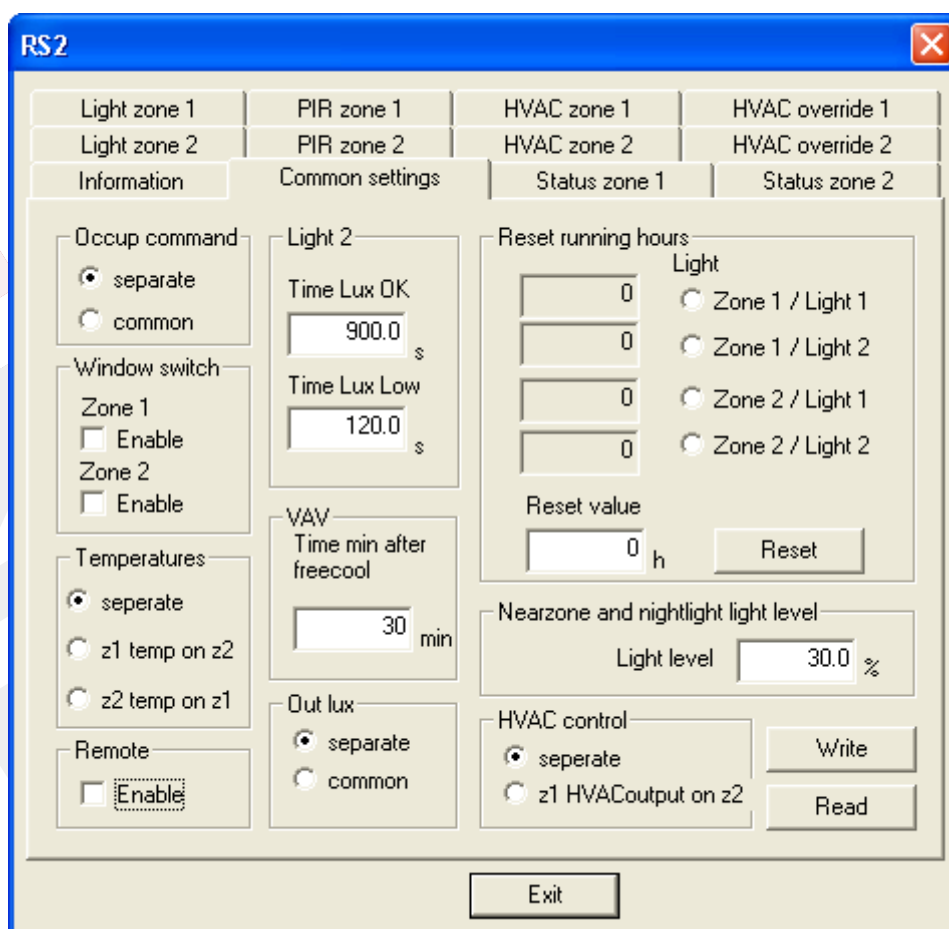 RS2
Light zone 1 PIR zone 1 HVAC zone 1 HVAC override 1
Light zone 2 PIR zone 2 HVAC zone 2 HVAC override 2
Information Common settings Status zone 1 Status zone 2
Occup command
separate
common
Window switch
Zone 1
Enable
Zone 2
Enable
Temperatures
seperate
z1 temp on z2
z2 temp on z1
Remote
Enable
Light 2
Time Lux OK
900.0 s
Time Lux Low
120.0 s
VAV
Time min after
freecool
30 min
Out lux
separate
common
Reset running hours
Light
0 Zone 1 / Light 1
0 Zone 1 / Light 2
0 Zone 2 / Light 1
0 Zone 2 / Light 2
Reset value
0 h Reset
Nearzone and nightlight light level
Light level 30.0 %
HVAC control
seperate
z1 HVACoutput on z2
Write
Read
Exit